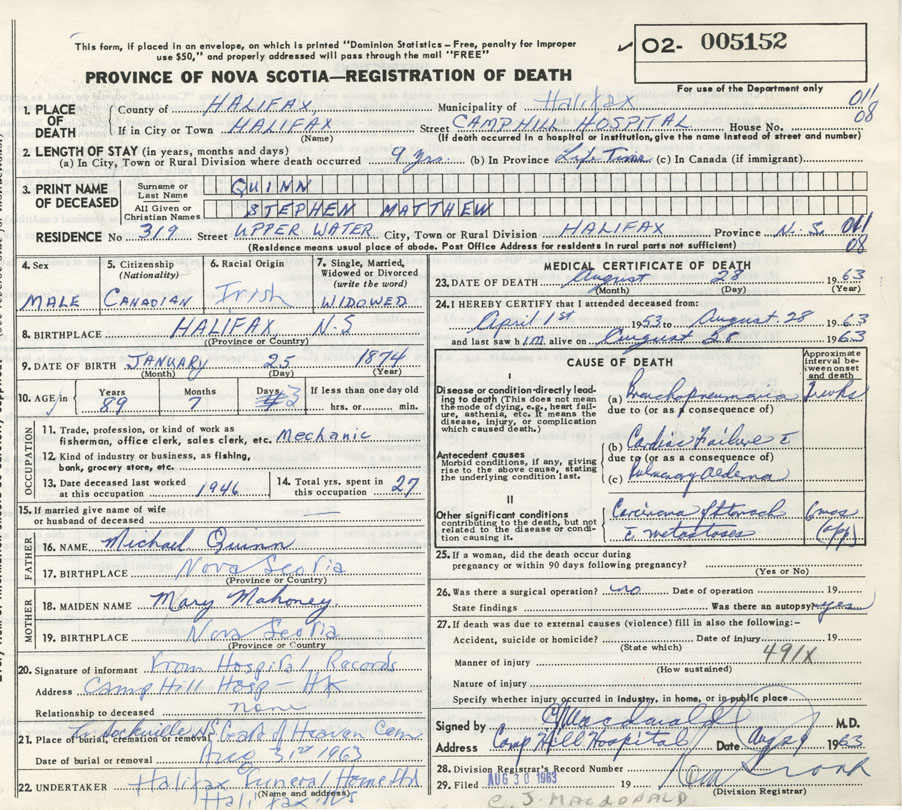 This form, if placed in an envelope, on which is printed "Dominion Statistics – Free, penalty for improper
use $50," and properly addressed will pass through the mail "FREE"
✓ O2- 005152
For use of the Department only
PROVINCE OF NOVA SCOTIA—REGISTRATION OF DEATH
1. PLACE OF DEATH County of HALIFAX Municipality of Halifax 011
If in City or Town HALIFAX Street CAMP HILL HOSPITAL House No. 08
(Name) (If death occurred in a hospital or institution, give the name instead of street and number)
2. LENGTH OF STAY (in years, months and days)
(a) In City, Town or Rural Division where death occurred 9 yrs. (b) In Province Life Time (c) In Canada (if immigrant)
3. PRINT NAME OF DECEASED Surname or Last Name QUINN
All Given or Christian Names STEPHEN MATTHEW
RESIDENCE No 319 Street UPPER WATER City, Town or Rural Division HALIFAX Province N.S. 011
(Residence means usual place of abode. Post Office Address for residents in rural parts not sufficient) 08
4. Sex MALE
5. Citizenship (Nationality) CANADIAN
6. Racial Origin Irish
7. Single, Married, Widowed or Divorced (write the word) WIDOWED
8. BIRTHPLACE HALIFAX N.S
(Province or Country)
9. DATE OF BIRTH JANUARY 25 1874
(Month) (Day) (Year)
10. AGE Years 89 Months 7 Days 3 If less than one day old
hrs. or min.
OCCUPATION
11. Trade, profession, or kind of work as
fisherman, office clerk, sales clerk, etc. Mechanic
12. Kind of industry or business, as fishing,
bank, grocery store, etc.
13. Date deceased last worked at this occupation 1946
14. Total yrs. spent in this occupation 27
15. If married give name of wife
or husband of deceased —
FATHER
16. NAME Michael Quinn
17. BIRTHPLACE Nova Scotia
(Province or Country)
MOTHER
18. MAIDEN NAME Mary Mahoney
19. BIRTHPLACE Nova Scotia
(Province or Country)
20. Signature of informant From Hospital Records
Address Camp Hill Hosp – Hfx
Relationship to deceased none
21. Place of burial, cremation or removal Sackville NS. Heaven Cem.
Date of burial or removal Aug 31st 1963
22. UNDERTAKER Halifax Funeral Home Ltd
(Name and address) Halifax NS
MEDICAL CERTIFICATE OF DEATH
23. DATE OF DEATH August 28 1963
(Month) (Day) (Year)
24. I HEREBY CERTIFY that I attended deceased from:
April 1st 1953 to August 28 1963
and last saw him alive on August 28 1963
CAUSE OF DEATH
Approximate interval between onset and death
I
Disease or condition directly leading to death (This does not mean the mode of dying, e.g., heart failure, asthenia, etc. It means the disease, injury, or complication which caused death.)
(a) Bronchopneumonia 2 wks
due to (or as a consequence of)
Antecedent causes
Morbid conditions, if any, giving rise to the above cause, stating the underlying condition last.
(b) Cardiac Failure
due to (or as a consequence of)
(c) Pulmonary Oedema
II
Other significant conditions
contributing to the death, but not related to the disease or condition causing it.
Carcinoma of Stomach 6 mos
metastases (app)
25. If a woman, did the death occur during
pregnancy or within 90 days following pregnancy?
(Yes or No)
26. Was there a surgical operation? no Date of operation 19
State findings Was there an autopsy? yes
27. If death was due to external causes (violence) fill in also the following:–
Accident, suicide or homicide? Date of injury 19
(State which) 491X
Manner of injury
(How sustained)
Nature of injury
Specify whether injury occurred in industry, in home, or in public place
Signed by CJ Macdonald M.D.
Address Camp Hill Hospital Date Aug 29 1963
28. Division Registrar's Record Number
29. Filed AUG 30 1963 19
(Division Registrar)
C. J. MACDONALD